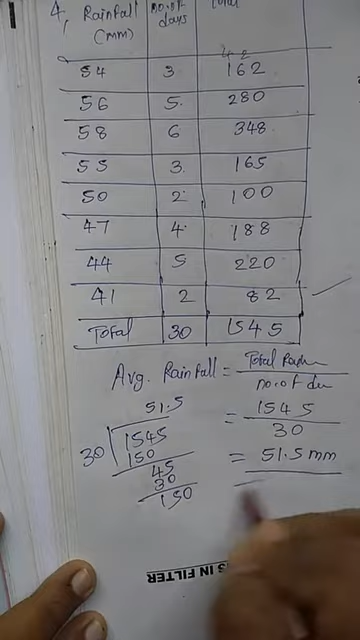 4, Rainfall (mm) no.of days Total
54 3 162
56 5 280
58 6 348
55 3 165
50 2 100
47 4 188
44 5 220
41 2 82
Total 30 1545
Avg. Rainfall = Total
no.of
= 1545
30
= 51.5 mm
51.5
30 1545
150
45
30
150
S IN FILTER